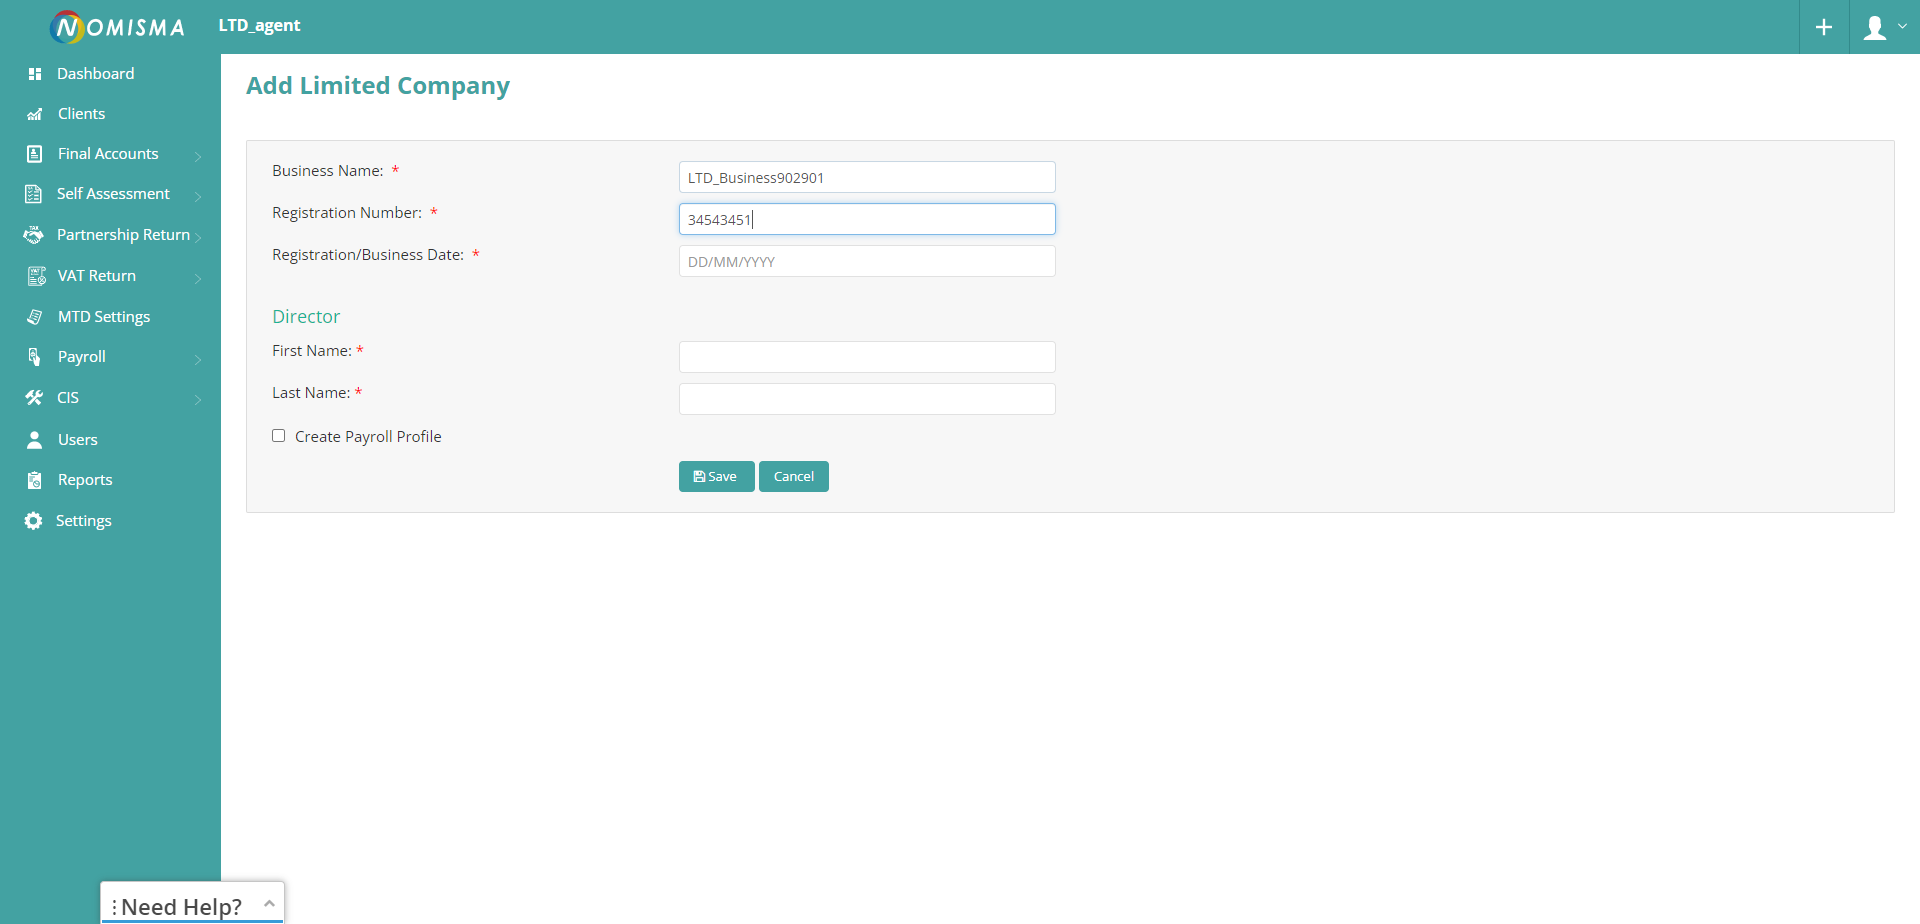 NOMISMA
LTD_agent
Dashboard
Clients
Final Accounts
Self Assessment
Partnership Return
VAT Return
MTD Settings
Payroll
CIS
Users
Reports
Settings
Add Limited Company
Business Name: *
LTD_Business902901
Registration Number: *
34543451
Registration/Business Date: *
DD/MM/YYYY
Director
First Name: *
Last Name: *
Create Payroll Profile
Save
Cancel
Need Help?